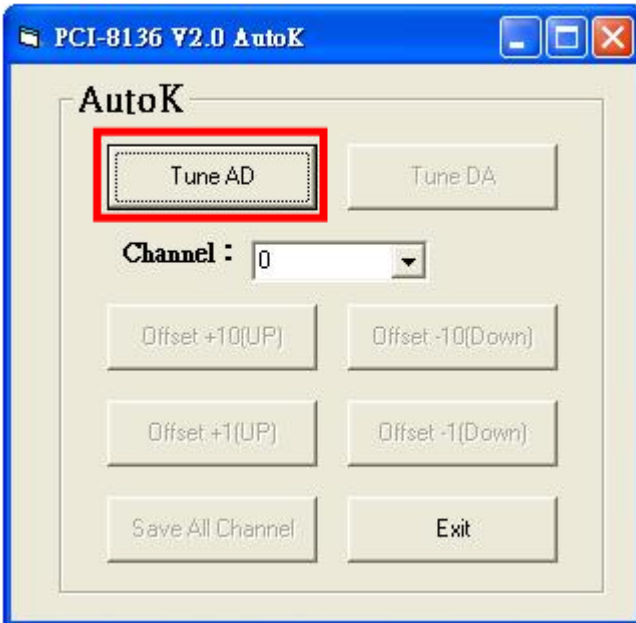 PCI-8136 V2.0 AutoK
AutoK
Tune AD
Tune DA
Channel：
0
Offset +10(UP)
Offset -10(Down)
Offset +1(UP)
Offset -1(Down)
Save All Channel
Exit